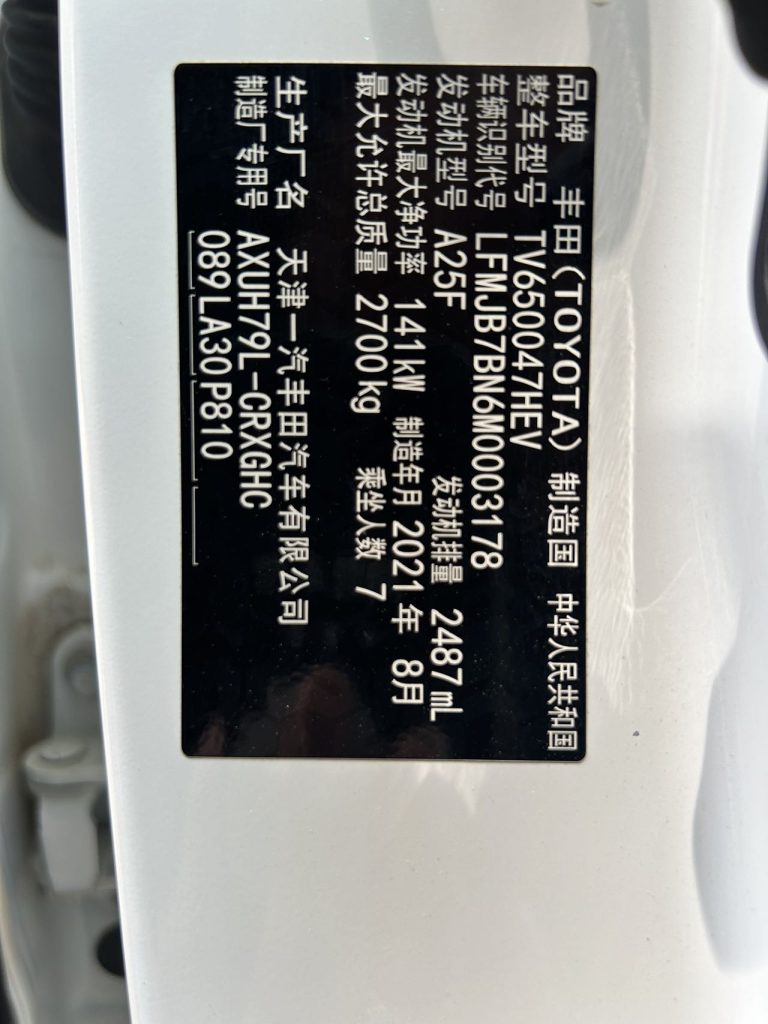 品牌 丰田(TOYOTA) 制造国 中华人民共和国
整车型号 TV650047HEV
车辆识别代号 LFMJB7BN6M0003178
发动机型号 A25F 发动机排量 2487 mL
发动机最大净功率 141kW 制造年月 2021年 8月
最大允许总质量 2700kg 乘坐人数 7
生产厂名 天津一汽丰田汽车有限公司
制造厂专用号 AXUH79L-CRXGHC
089 LA30 P810